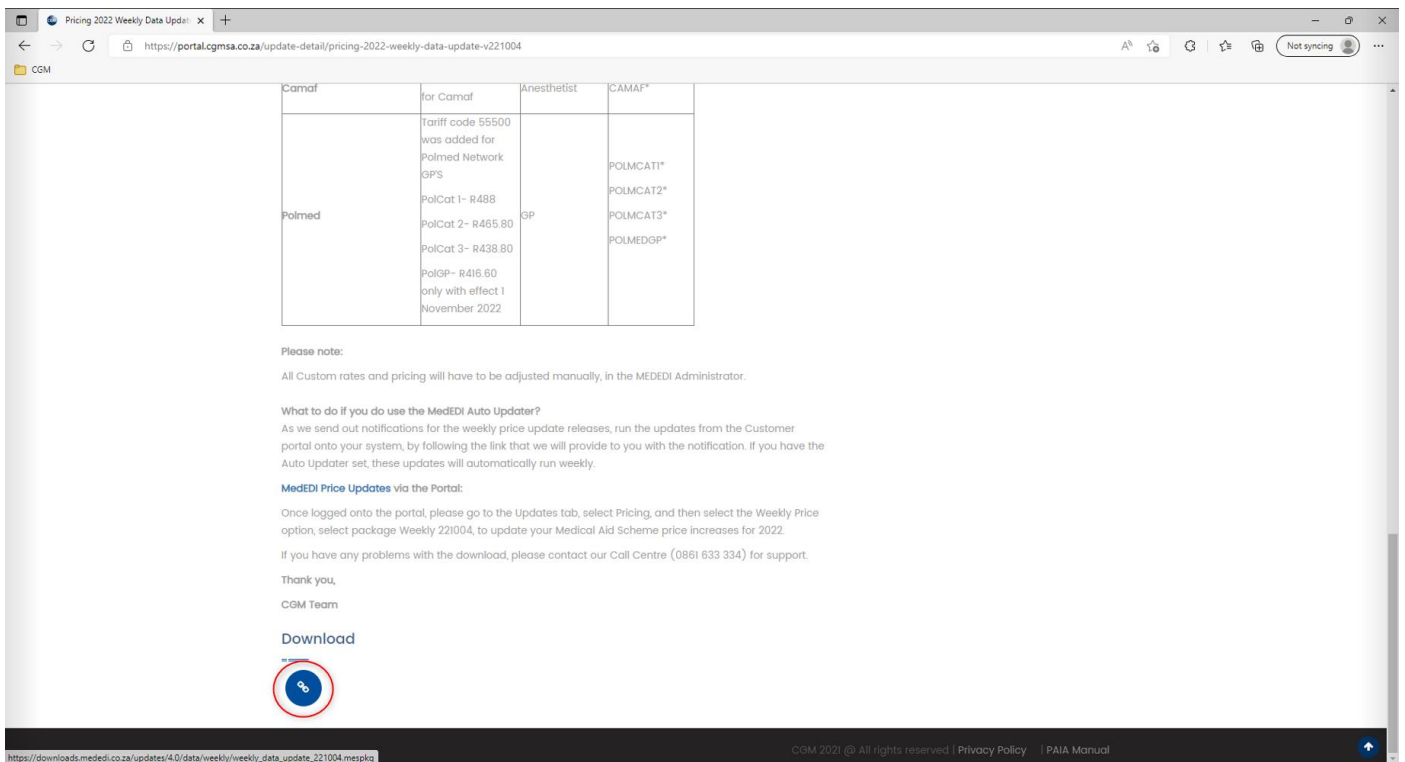 Pricing 2022 Weekly Data Updat
https://portal.cgmsa.co.za/update-detail/pricing-2022-weekly-data-update-v221004
Not syncing
CGM
Camaf
for Camaf
Anesthetist
CAMAF*
Polmed
Tariff code 55500
was added for
Polmed Network
GP'S
PolCat 1- R488
PolCat 2- R465.80
PolCat 3- R438.80
PolGP- R416.60
only with effect 1
November 2022
GP
POLMCAT1*
POLMCAT2*
POLMCAT3*
POLMEDGP*
Please note:
All Custom rates and pricing will have to be adjusted manually, in the MEDEDI Administrator.
What to do if you do use the MedEDI Auto Updater?
As we send out notifications for the weekly price update releases, run the updates from the Customer
portal onto your system, by following the link that we will provide to you with the notification. If you have the
Auto Updater set, these updates will automatically run weekly.
MedEDI Price Updates via the Portal:
Once logged onto the portal, please go to the Updates tab, select Pricing, and then select the Weekly Price
option, select package Weekly 221004, to update your Medical Aid Scheme price increases for 2022.
If you have any problems with the download, please contact our Call Centre (0861 633 334) for support.
Thank you,
CGM Team
Download
CGM 2021 @ All rights reserved | Privacy Policy | PAIA Manual
https://downloads.mededi.co.za/updates/4.0/data/weekly/weekly_data_update_221004.mespkg